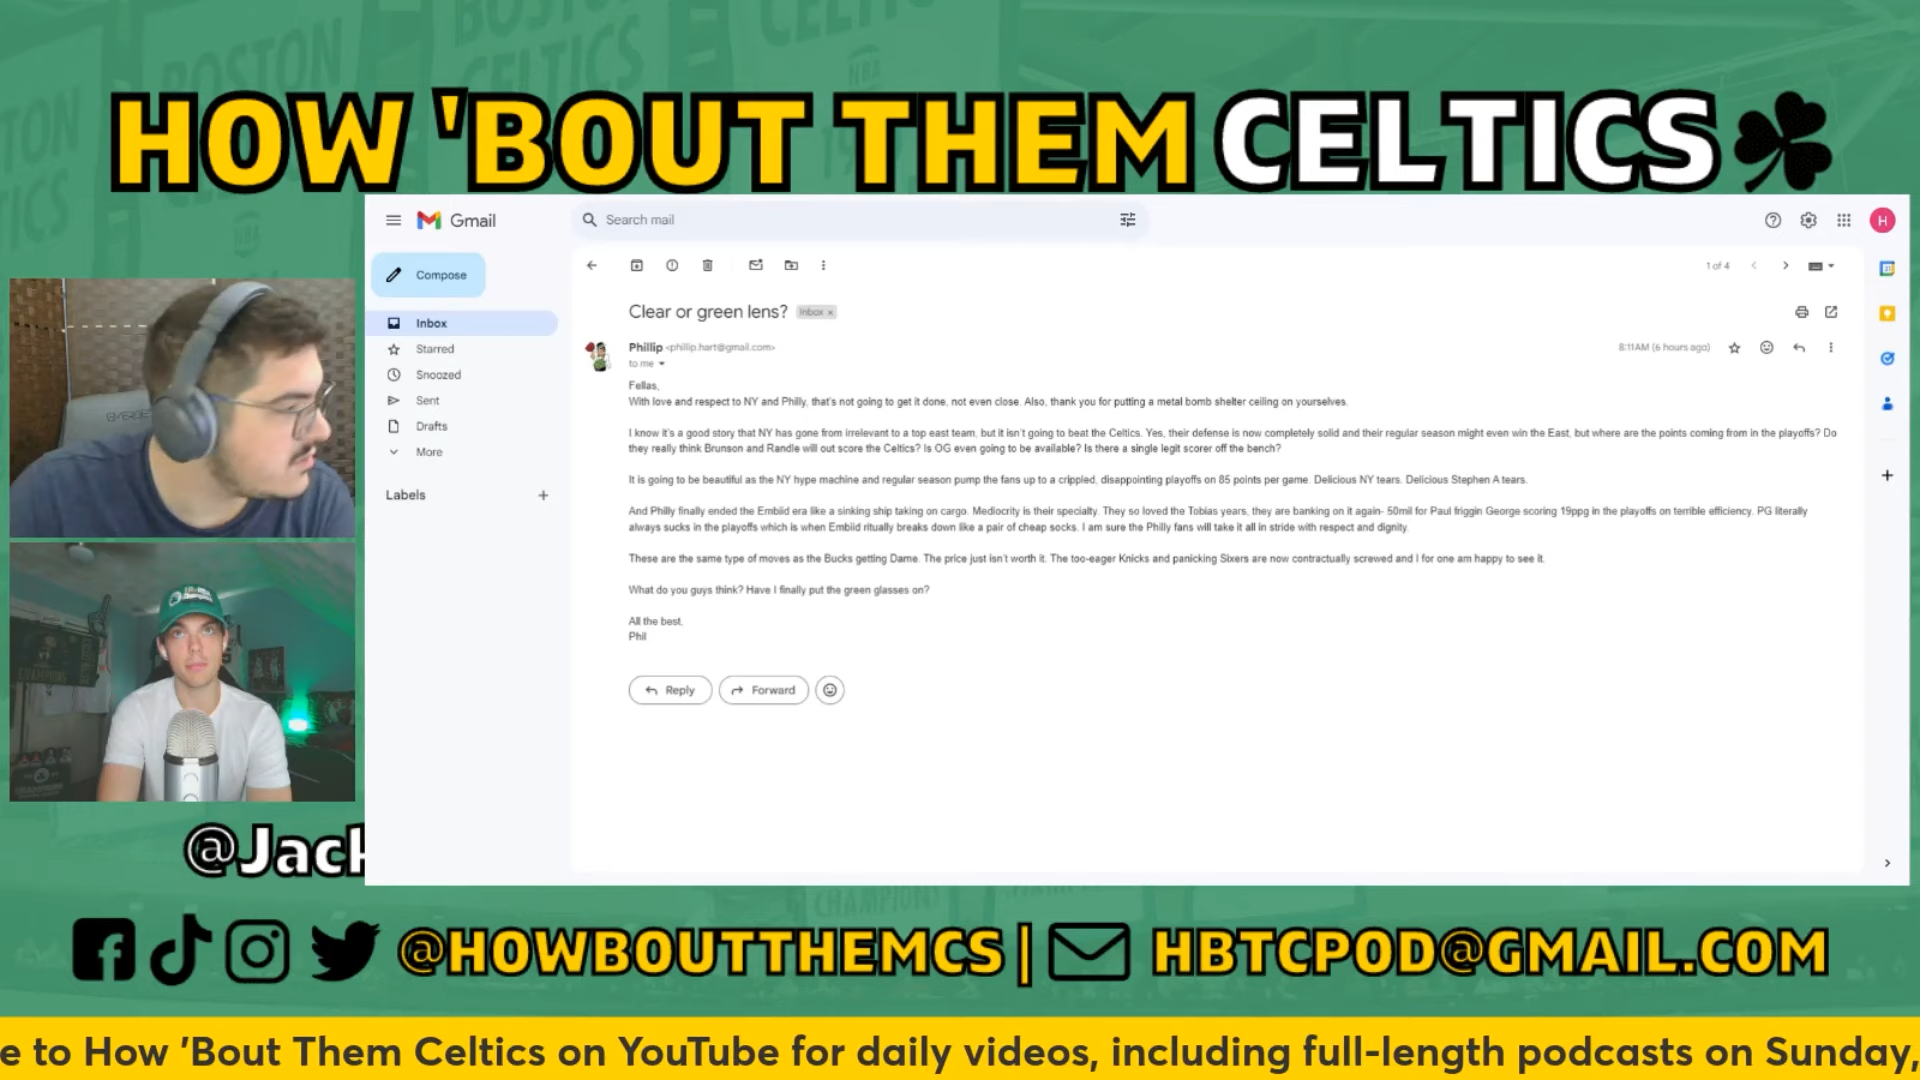 HOW 'BOUT THEM CELTICS
Gmail
Search mail
H
Compose
1 of 4
Inbox
Starred
Snoozed
Sent
Drafts
More
Labels
Clear or green lens?
Inbox x
Phillip <phillip.hart@gmail.com>
8:11AM (6 hours ago)
to me
Fellas,
With love and respect to NY and Philly, that's not going to get it done, not even close. Also, thank you for putting a metal bomb shelter ceiling on yourselves.
I know it's a good story that NY has gone from irrelevant to a top east team, but it isn't going to beat the Celtics. Yes, their defense is now completely solid and their regular season might even win the East, but where are the points coming from in the playoffs? Do
they really think Brunson and Randle will out score the Celtics? Is OG even going to be available? Is there a single legit scorer off the bench?
It is going to be beautiful as the NY hype machine and regular season pump the fans up to a crippled, disappointing playoffs on 85 points per game. Delicious NY tears. Delicious Stephen A tears.
And Philly finally ended the Embiid era like a sinking ship taking on cargo. Mediocrity is their specialty. They so loved the Tobias years, they are banking on it again- 50mil for Paul friggin George scoring 19ppg in the playoffs on terrible efficiency. PG literally
always sucks in the playoffs which is when Embiid ritually breaks down like a pair of cheap socks. I am sure the Philly fans will take it all in stride with respect and dignity.
These are the same type of moves as the Bucks getting Dame. The price just isn't worth it. The too-eager Knicks and panicking Sixers are now contractually screwed and I for one am happy to see it.
What do you guys think? Have I finally put the green glasses on?
All the best,
Phil
Reply
Forward
@Jack
@HOWBOUTTHEMCS | HBTCPOD@GMAIL.COM
e to How 'Bout Them Celtics on YouTube for daily videos, including full-length podcasts on Sunday,